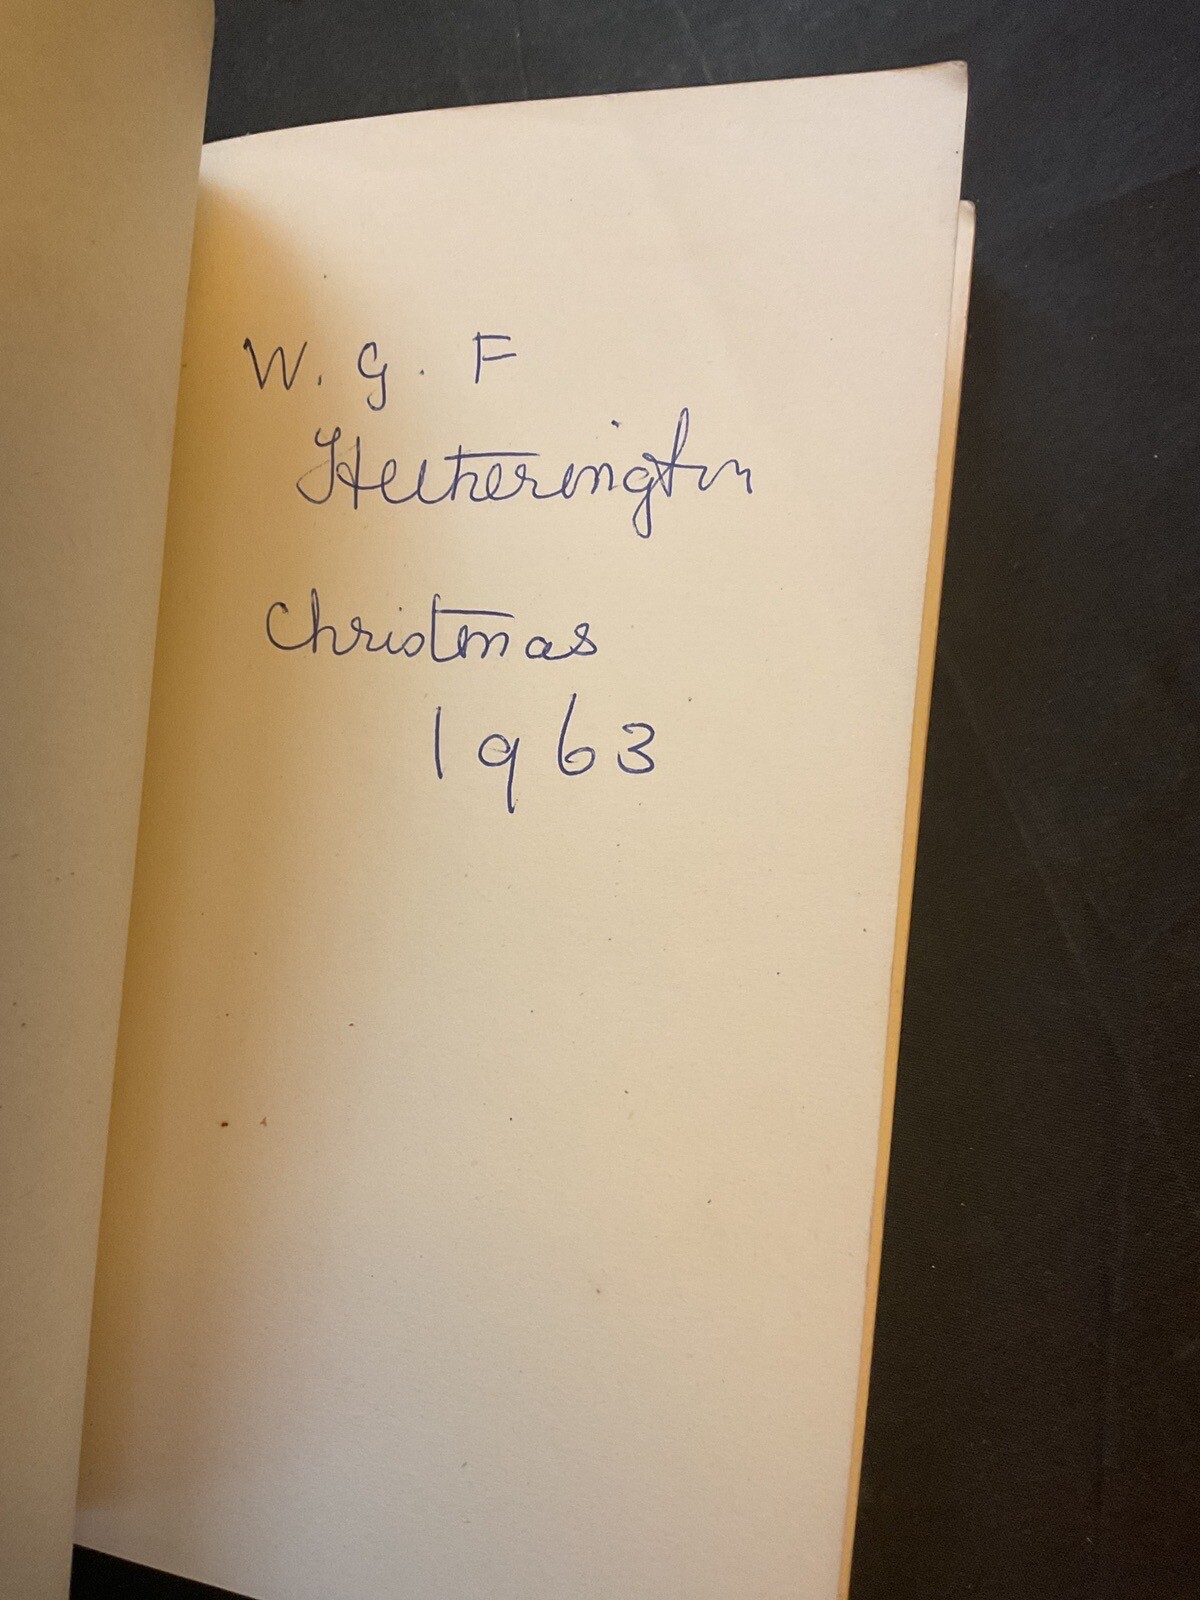 W. G. F
Hetherington
Christmas
1963